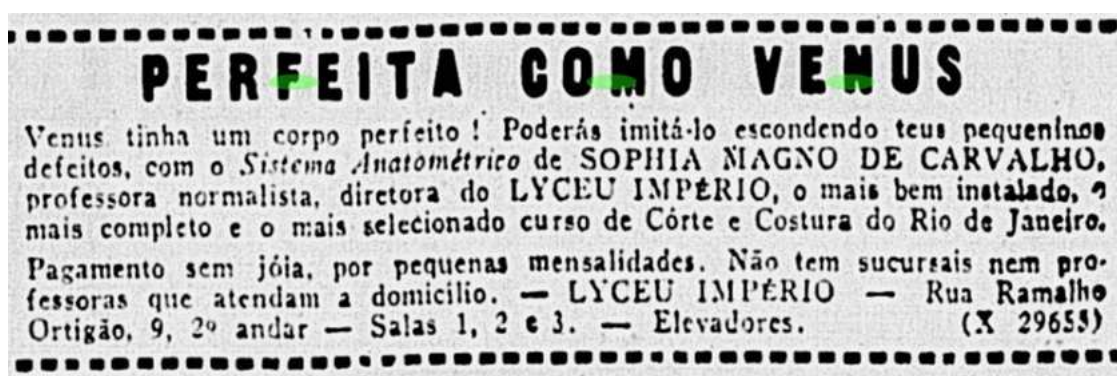 PERFEITA COMO VENUS
Venus tinha um corpo perfeito ! Poderás imitá-lo escondendo teus pequeninos
defeitos, com o Sistema Anatométrico de SOPHIA MAGNO DE CARVALHO,
professora normalista, diretora do LYCEU IMPÉRIO, o mais bem instalado, o
mais completo e o mais selecionado curso de Córte e Costura do Rio de Janeiro.
Pagamento sem jóia, por pequenas mensalidades. Não tem sucursais nem pro-
fessoras que atendam a domicilio. — LYCEU IMPÉRIO — Rua Ramalho
Ortigão, 9, 2º andar — Salas 1, 2 e 3. — Elevadores. (X 29655)